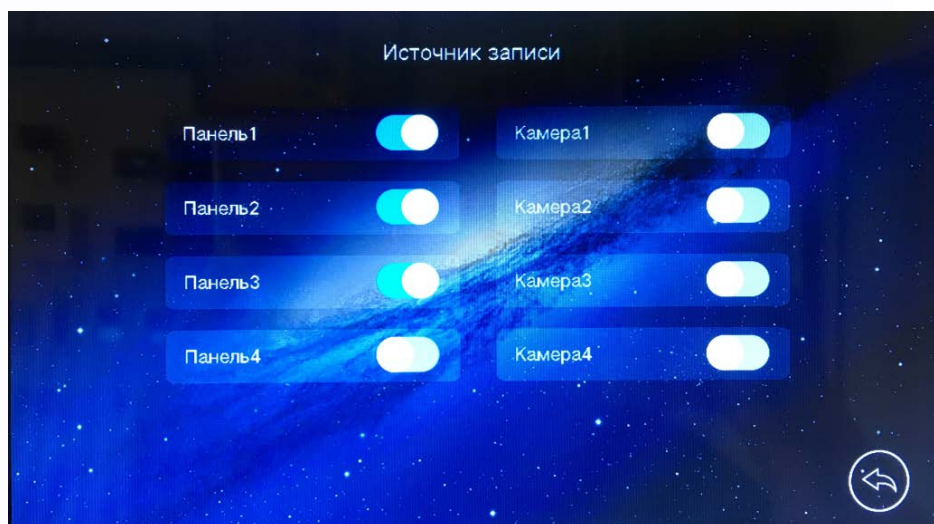 Источник записи
Панель1
Камера1
Панель2
Камера2
Панель3
Камера3
Панель4
Камера4